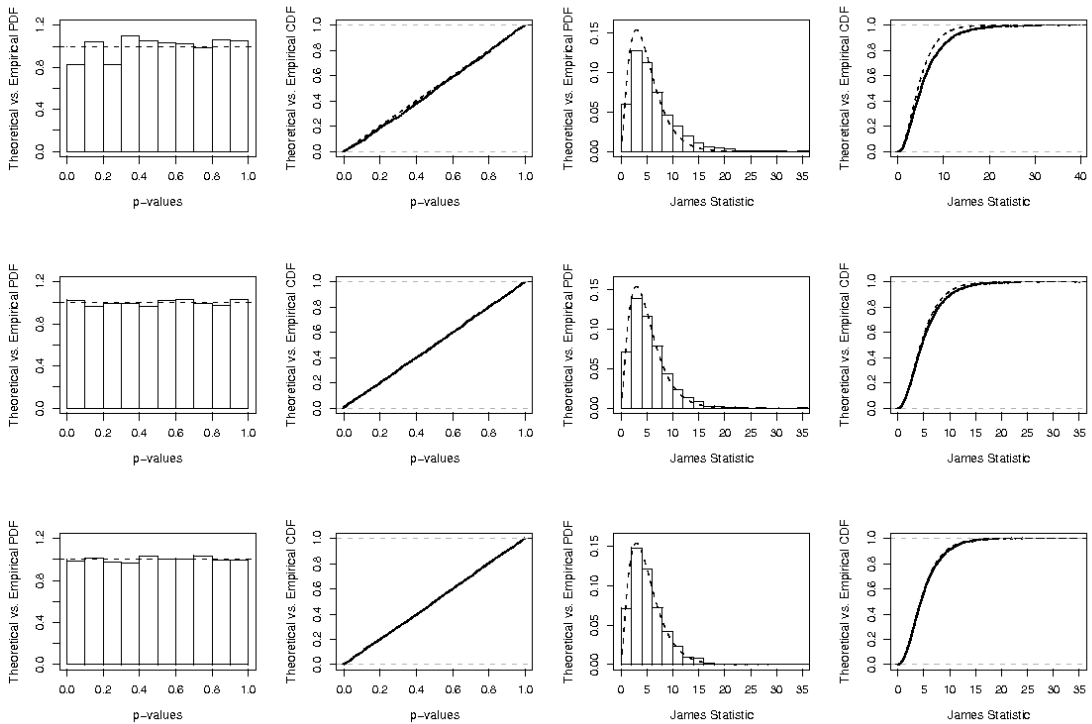 Theoretical vs. Empirical PDF
0.0 0.4 0.8 1.2
0.0 0.2 0.4 0.6 0.8 1.0
p-values
Theoretical vs. Empirical CDF
0.0 0.2 0.4 0.6 0.8 1.0
0.0 0.2 0.4 0.6 0.8 1.0
p-values
Theoretical vs. Empirical PDF
0.00 0.05 0.10 0.15
0 5 10 15 20 25 30 35
James Statistic
Theoretical vs. Empirical CDF
0.0 0.2 0.4 0.6 0.8 1.0
0 10 20 30 40
James Statistic
Theoretical vs. Empirical PDF
0.0 0.4 0.8 1.2
0.0 0.2 0.4 0.6 0.8 1.0
p-values
Theoretical vs. Empirical CDF
0.0 0.2 0.4 0.6 0.8 1.0
0.0 0.2 0.4 0.6 0.8 1.0
p-values
Theoretical vs. Empirical PDF
0.00 0.05 0.10 0.15
0 5 10 15 20 25 30 35
James Statistic
Theoretical vs. Empirical CDF
0.0 0.2 0.4 0.6 0.8 1.0
0 5 10 15 20 25 30 35
James Statistic
Theoretical vs. Empirical PDF
0.0 0.4 0.8 1.2
0.0 0.2 0.4 0.6 0.8 1.0
p-values
Theoretical vs. Empirical CDF
0.0 0.2 0.4 0.6 0.8 1.0
0.0 0.2 0.4 0.6 0.8 1.0
p-values
Theoretical vs. Empirical PDF
0.00 0.05 0.10 0.15
0 5 10 15 20 25 30 35
James Statistic
Theoretical vs. Empirical CDF
0.0 0.2 0.4 0.6 0.8 1.0
0 5 10 15 20 25 30 35
James Statistic